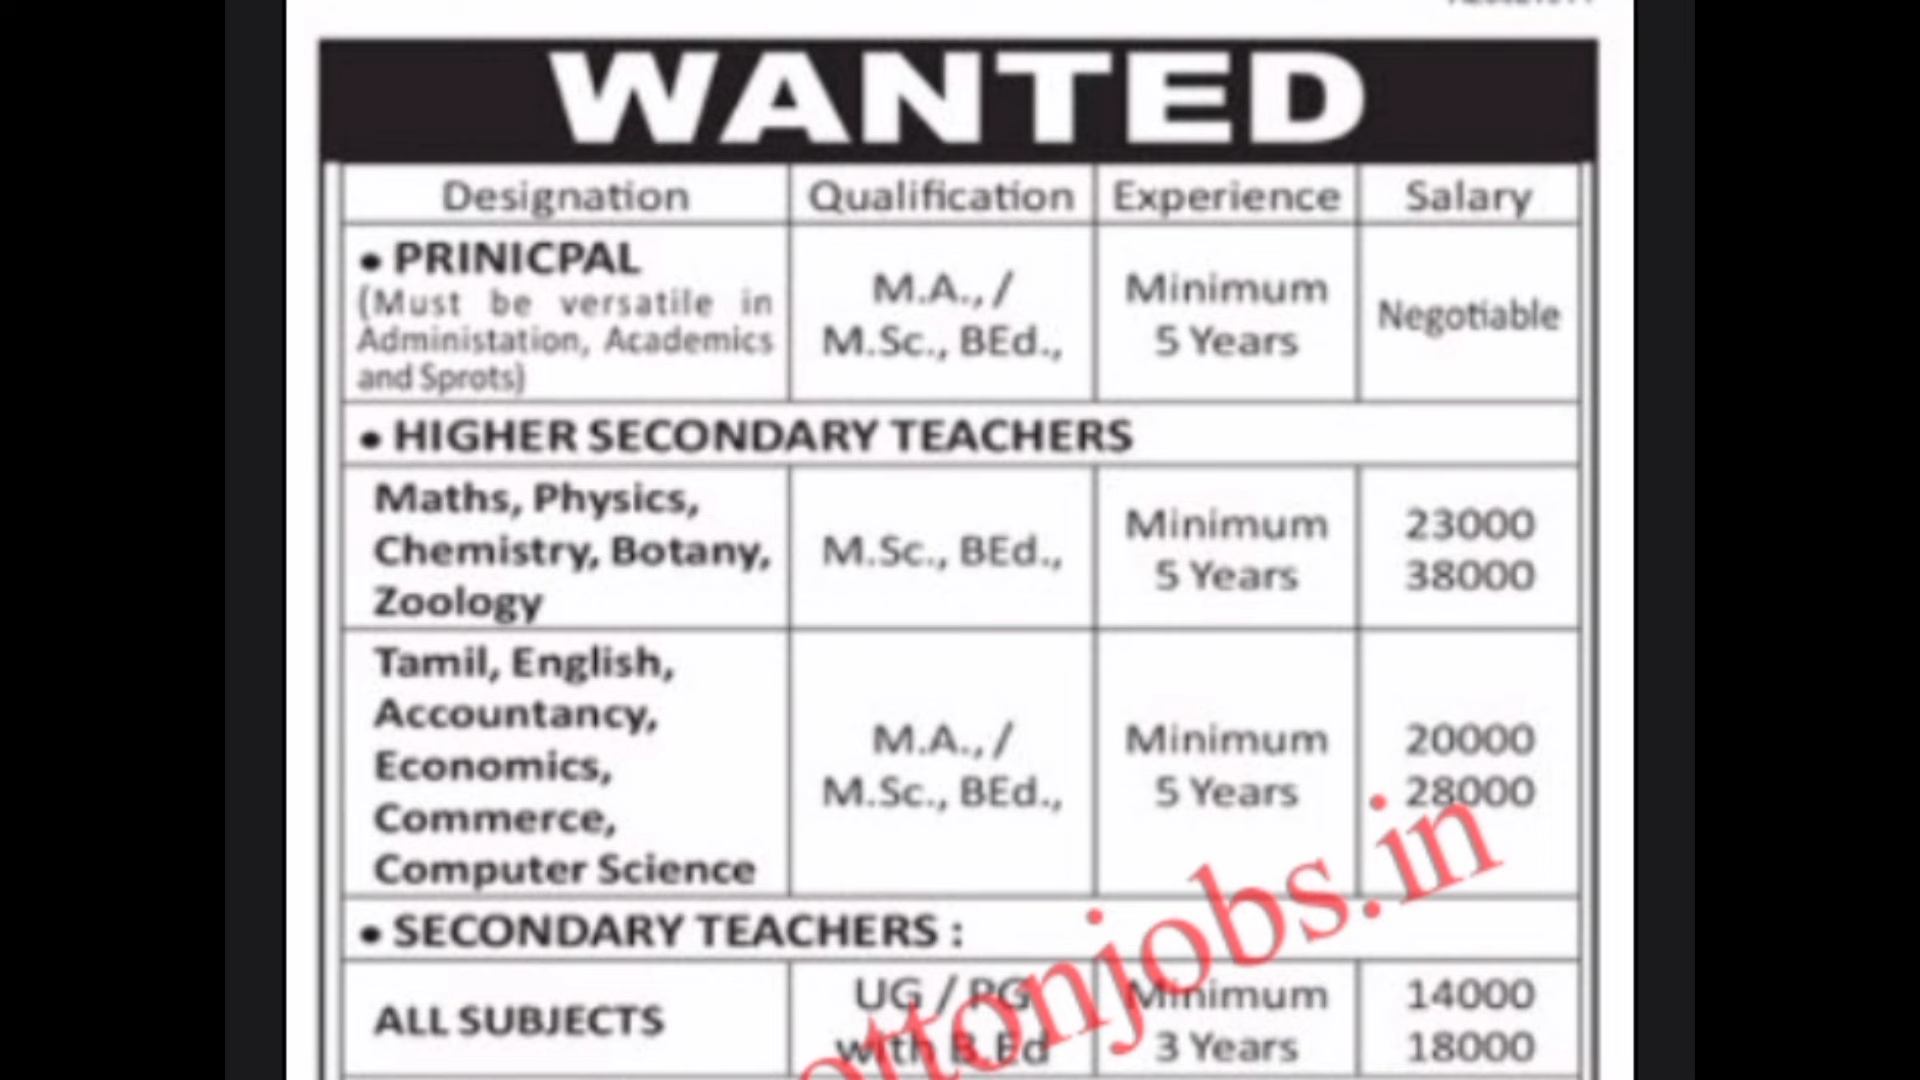 WANTED
Designation Qualification Experience Salary
• PRINICPAL
(Must be versatile in
Administation, Academics
and Sprots)
M.A., /
M.Sc., BEd.,
Minimum
5 Years
Negotiable
• HIGHER SECONDARY TEACHERS
Maths, Physics,
Chemistry, Botany,
Zoology
M.Sc., BEd.,
Minimum
5 Years
23000
38000
Tamil, English,
Accountancy,
Economics,
Commerce,
Computer Science
M.A., /
M.Sc., BEd.,
Minimum
5 Years
20000
28000
• SECONDARY TEACHERS :
ALL SUBJECTS
UG / PG
with B.Ed
Minimum
3 Years
14000
18000